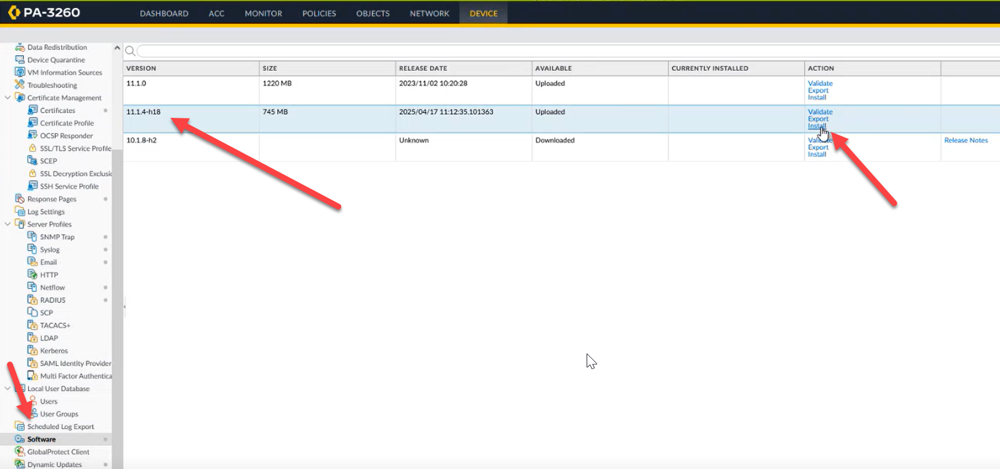 PA-3260
DASHBOARD ACC MONITOR POLICIES OBJECTS NETWORK DEVICE
Data Redistribution
Device Quarantine
VM Information Sources
Troubleshooting
Certificate Management
Certificates
Certificate Profile
OCSP Responder
SSL/TLS Service Profile
SCEP
SSL Decryption Exclusic
SSH Service Profile
Response Pages
Log Settings
Server Profiles
SNMP Trap
Syslog
Email
HTTP
Netflow
RADIUS
SCP
TACACS+
LDAP
Kerberos
SAML Identity Provider
Multi Factor Authentica
Local User Database
Users
User Groups
Scheduled Log Export
Software
GlobalProtect Client
Dynamic Updates
VERSION SIZE RELEASE DATE AVAILABLE CURRENTLY INSTALLED ACTION
11.1.0 1220 MB 2023/11/02 10:20:28 Uploaded Validate
Export
Install
11.1.4-h18 745 MB 2025/04/17 11:12:35.101363 Uploaded Validate
Export
Install
10.1.8-h2 Unknown Downloaded Validate Release Notes
Export
Install